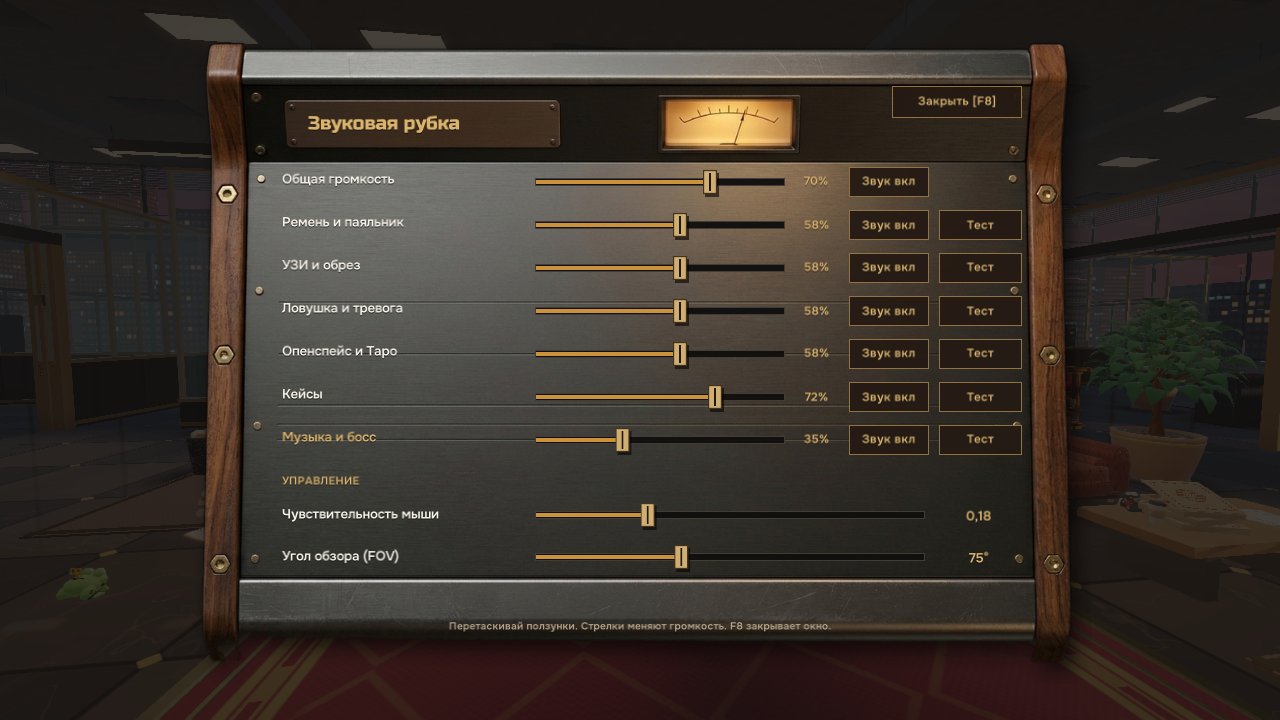 Звуковая рубка
Закрыть [F8]
Общая громкость 70% Звук вкл
Ремень и паяльник 58% Звук вкл Тест
УЗИ и обрез 58% Звук вкл Тест
Ловушка и тревога 58% Звук вкл Тест
Опенспейс и Таро 58% Звук вкл Тест
Кейсы 72% Звук вкл Тест
Музыка и босс 35% Звук вкл Тест
УПРАВЛЕНИЕ
Чувствительность мыши 0,18
Угол обзора (FOV) 75°
Перетаскивай ползунки. Стрелки меняют громкость. F8 закрывает окно.